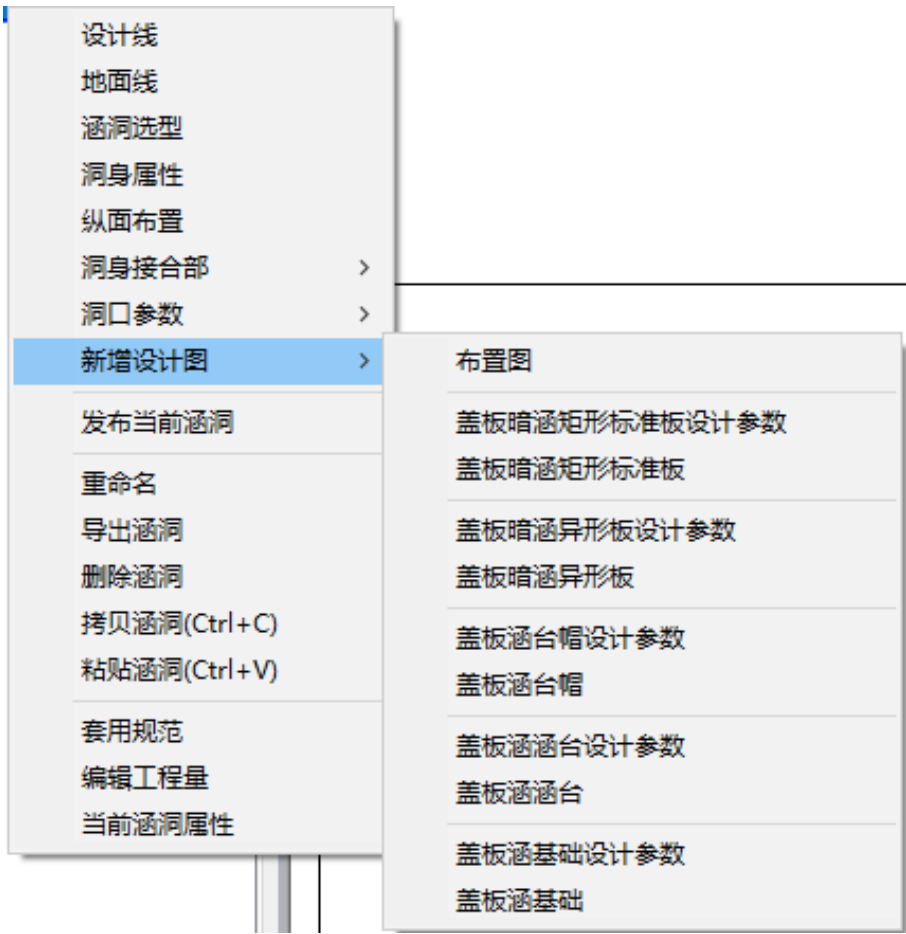 设计线
地面线
涵洞选型
洞身属性
纵面布置
洞身接合部
洞口参数
新增设计图
发布当前涵洞
重命名
导出涵洞
删除涵洞
拷贝涵洞(Ctrl+C)
粘贴涵洞(Ctrl+V)
套用规范
编辑工程量
当前涵洞属性
布置图
盖板暗涵矩形标准板设计参数
盖板暗涵矩形标准板
盖板暗涵异形板设计参数
盖板暗涵异形板
盖板涵台帽设计参数
盖板涵台帽
盖板涵涵台设计参数
盖板涵涵台
盖板涵基础设计参数
盖板涵基础